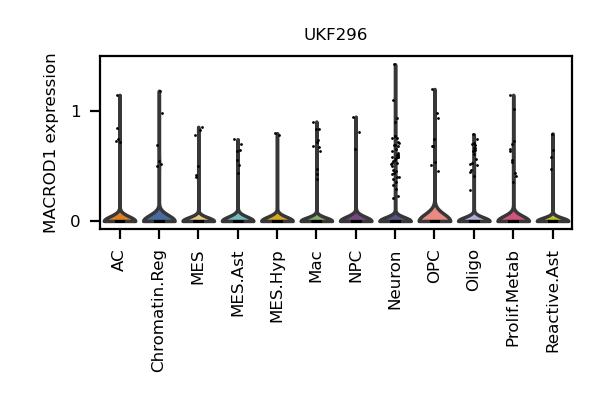 UKF296
MACROD1 expression
1
0
AC
Chromatin.Reg
MES
MES.Ast
MES.Hyp
Mac
NPC
Neuron
OPC
Oligo
Prolif.Metab
Reactive.Ast